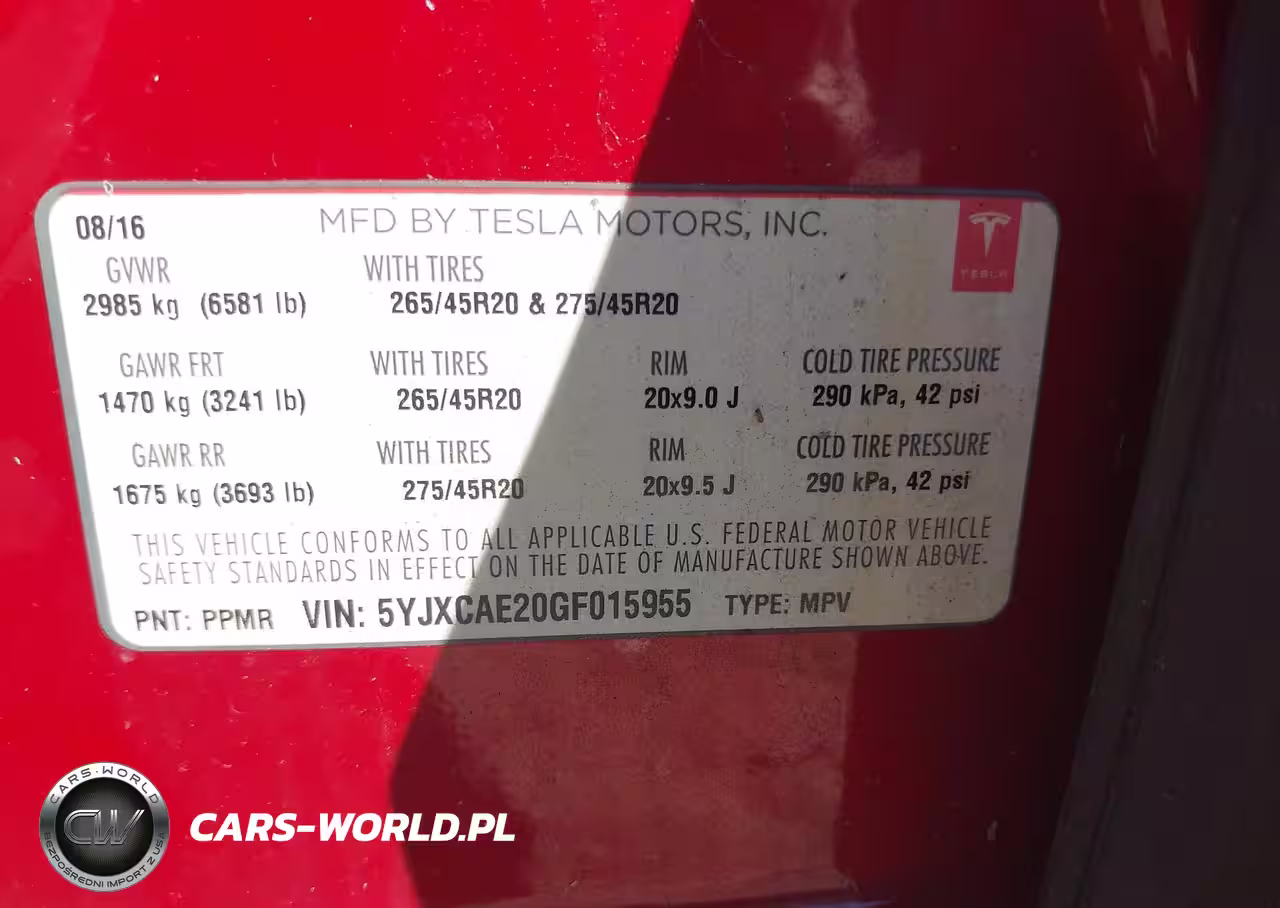 08/16 MFD BY TESLA MOTORS, INC.
TESLA
GVWR WITH TIRES
2985 kg (6581 lb) 265/45R20 & 275/45R20
GAWR FRT WITH TIRES RIM COLD TIRE PRESSURE
1470 kg (3241 lb) 265/45R20 20x9.0 J 290 kPa, 42 psi
GAWR RR WITH TIRES RIM COLD TIRE PRESSURE
1675 kg (3693 lb) 275/45R20 20x9.5 J 290 kPa, 42 psi
THIS VEHICLE CONFORMS TO ALL APPLICABLE U.S. FEDERAL MOTOR VEHICLE
SAFETY STANDARDS IN EFFECT ON THE DATE OF MANUFACTURE SHOWN ABOVE.
PNT: PPMR VIN: 5YJXCAE20GF015955 TYPE: MPV
CARS-WORLD
CW
BEZPOŚREDNI IMPORT Z USA
CARS-WORLD.PL